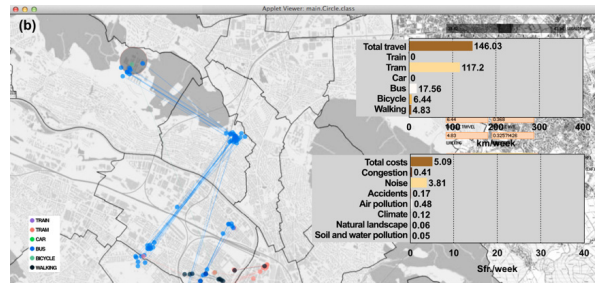 Applet Viewer: main.Circle.class
(b)
Total travel 146.03
Train 0
Tram 117.2
Car 0
Bus 17.56
Bicycle 6.44
Walking 4.83
0 100 200 300 400
km/week
Total costs 5.09
Congestion 0.41
Noise 3.81
Accidents 0.17
Air pollution 0.48
Climate 0.12
Natural landscape 0.06
Soil and water pollution 0.05
0 10 20 30 40
Sfr./week
TRAIN
TRAM
CAR
BUS
BICYCLE
WALKING